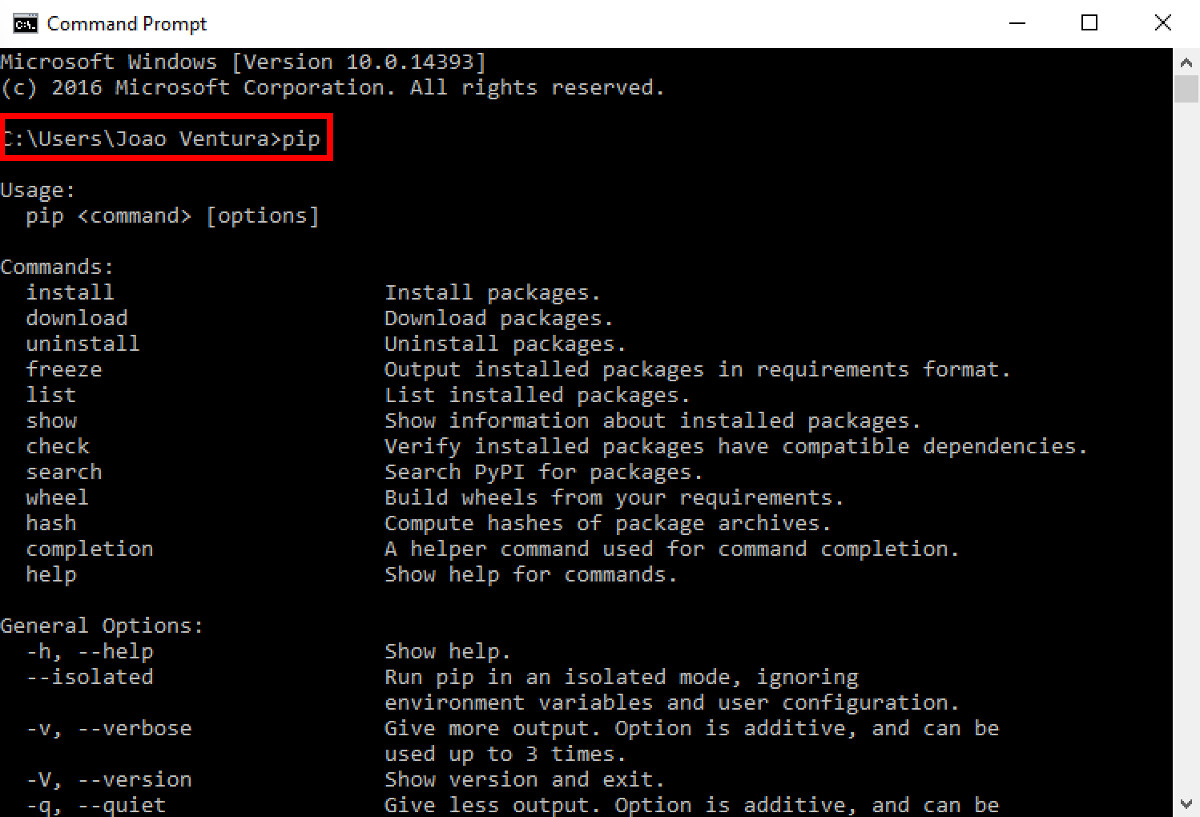 Command Prompt
Microsoft Windows [Version 10.0.14393]
(c) 2016 Microsoft Corporation. All rights reserved.
C:\Users\Joao Ventura>pip
Usage:
pip <command> [options]
Commands:
install Install packages.
download Download packages.
uninstall Uninstall packages.
freeze Output installed packages in requirements format.
list List installed packages.
show Show information about installed packages.
check Verify installed packages have compatible dependencies.
search Search PyPI for packages.
wheel Build wheels from your requirements.
hash Compute hashes of package archives.
completion A helper command used for command completion.
help Show help for commands.
General Options:
-h, --help Show help.
--isolated Run pip in an isolated mode, ignoring
environment variables and user configuration.
-v, --verbose Give more output. Option is additive, and can be
used up to 3 times.
-V, --version Show version and exit.
-q, --quiet Give less output. Option is additive, and can be